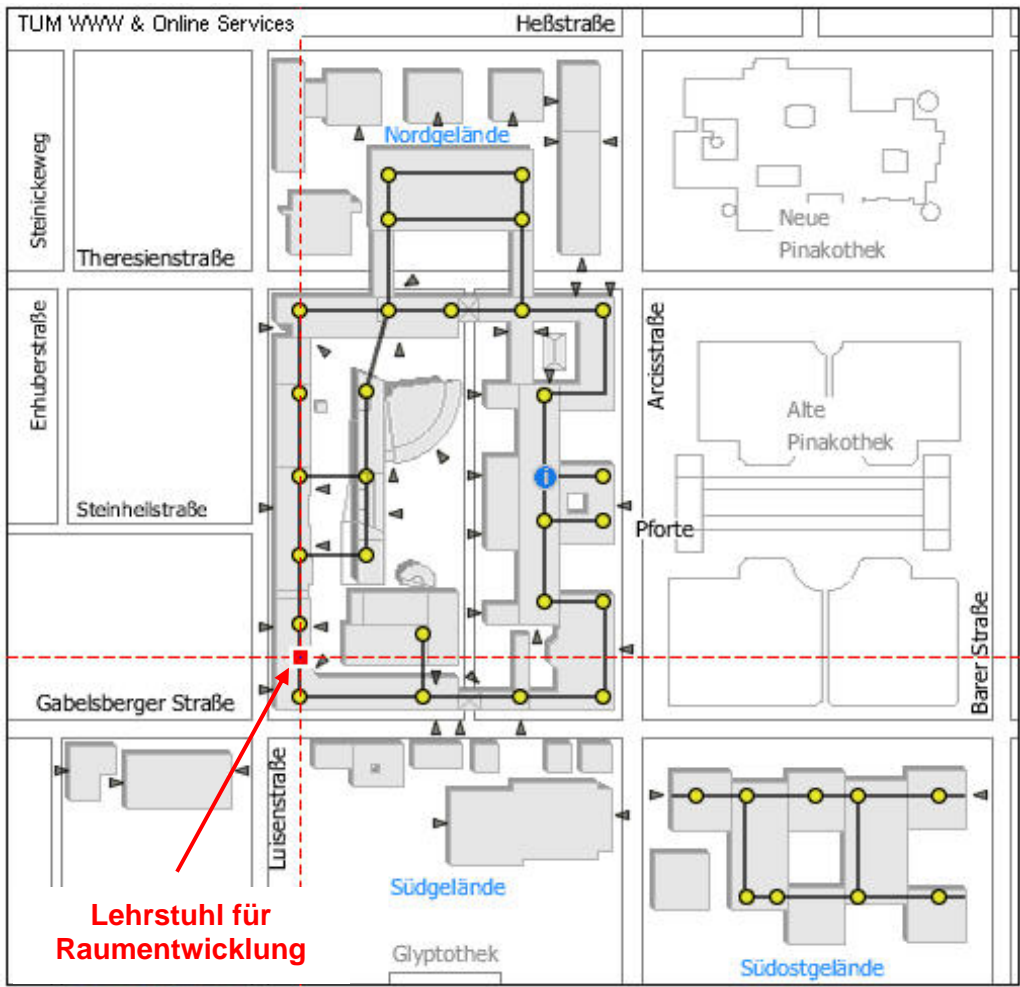 TUM WWW & Online Services
Heßstraße
Nordgelände
Steinickeweg
Theresienstraße
Neue
Pinakothek
Enhuberstraße
Arcisstraße
Alte
Pinakothek
i
Steinheilstraße
Pforte
Barer Straße
Gabelsberger Straße
Luisenstraße
Südgelände
Lehrstuhl für
Raumentwicklung
Glyptothek
Südostgelände